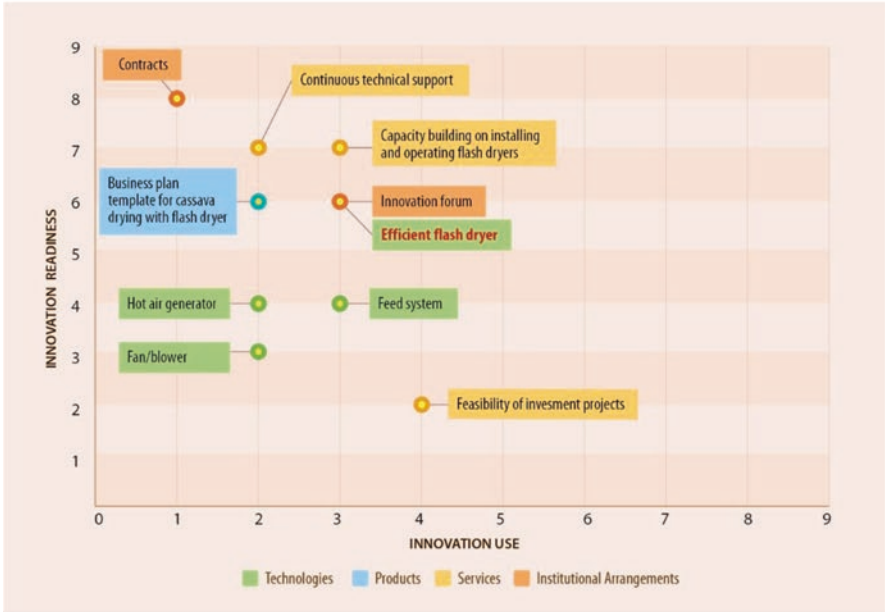 9
Contracts
Continuous technical support
8
Capacity building on installing
and operating flash dryers
7
Business plan
template for cassava
drying with flash dryer
6
Innovation forum
Efficient flash dryer
5
Hot air generator
Feed system
4
Fan/blower
3
Feasibility of invesment projects
2
1
INNOVATION READINESS
0 1 2 3 4 5 6 7 8 9
INNOVATION USE
Technologies Products Services Institutional Arrangements